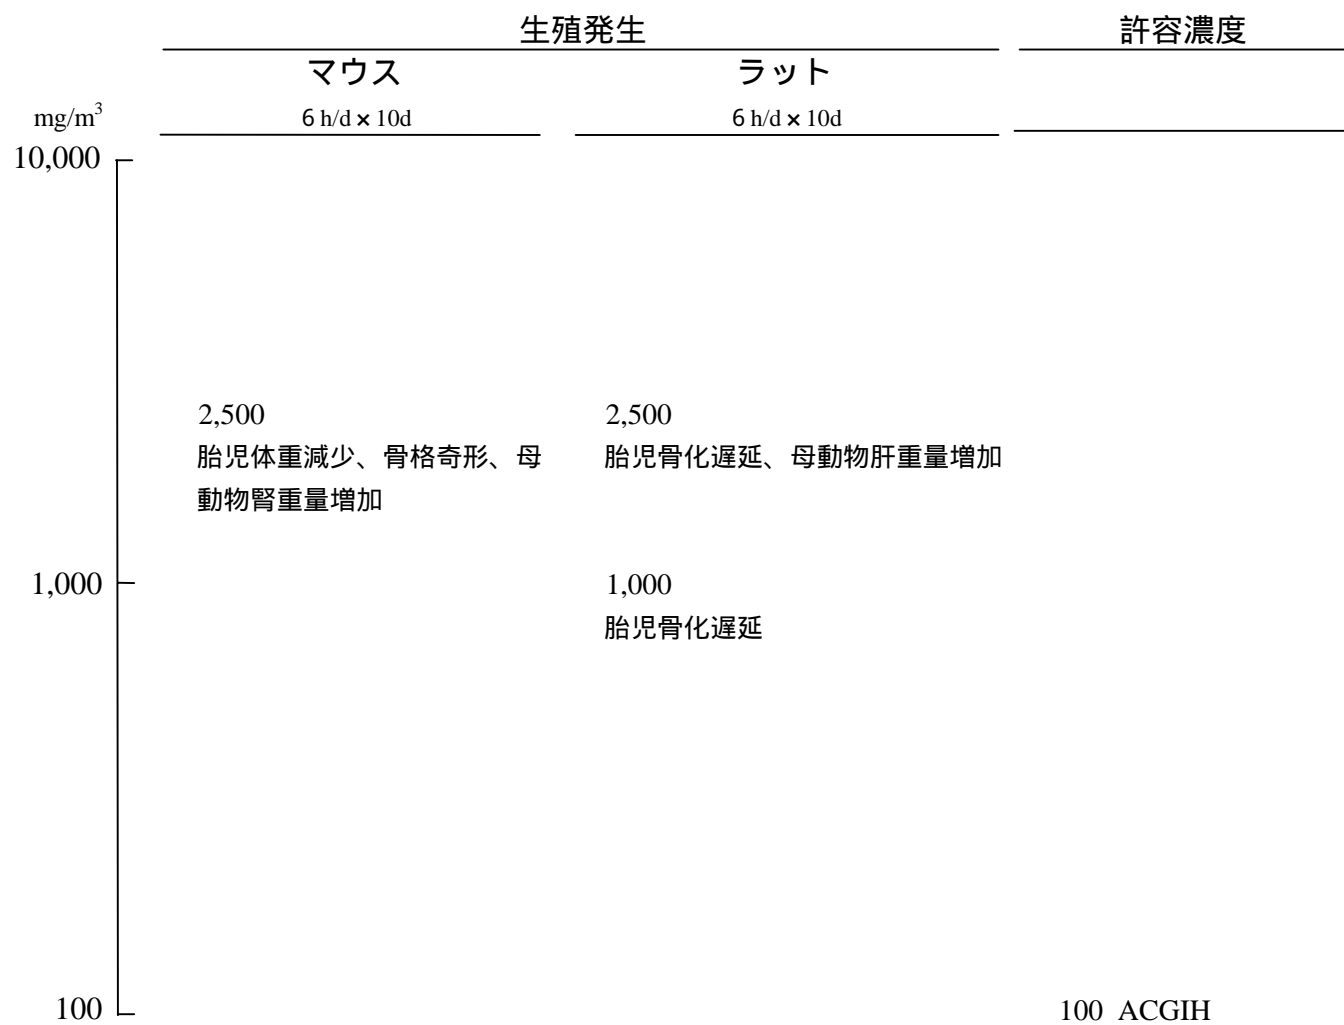 生殖発生
許容濃度
マウス
ラット
mg/m³
6 h/d × 10d
6 h/d × 10d
10,000
2,500
胎児体重減少、骨格奇形、母
動物腎重量増加
2,500
胎児骨化遅延、母動物肝重量増加
1,000
1,000
胎児骨化遅延
100
100 ACGIH